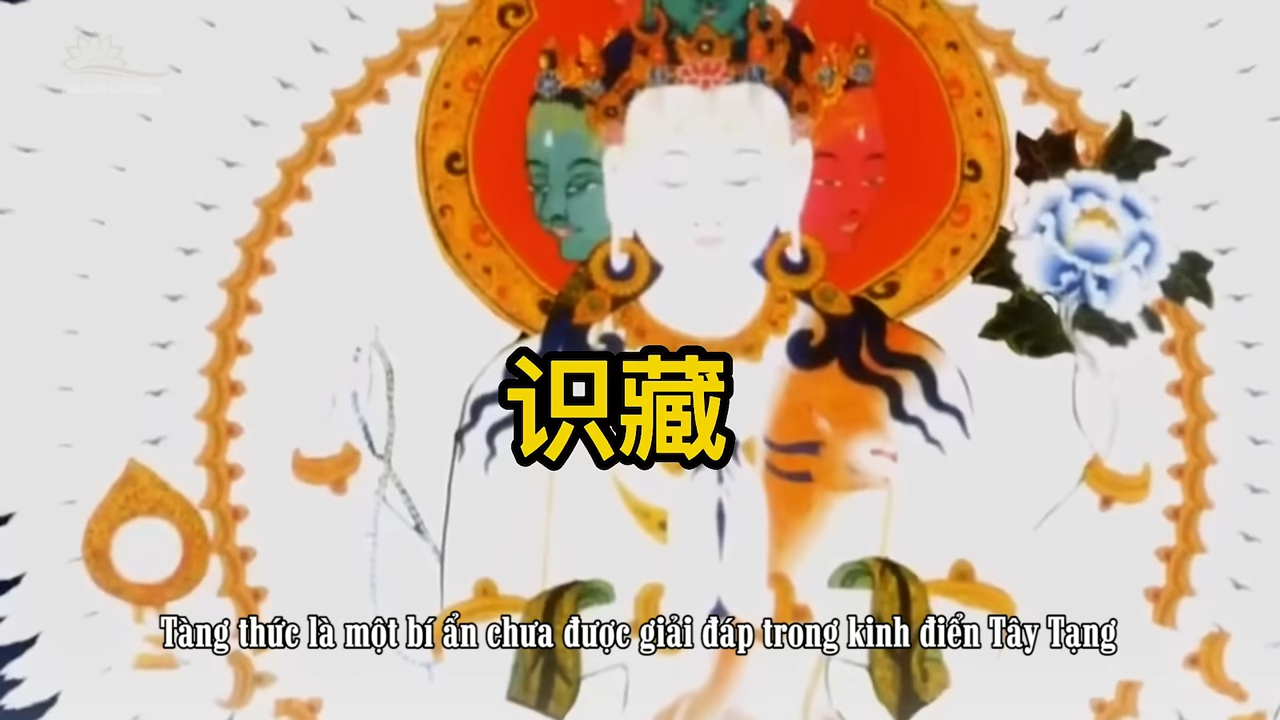 识藏
Tàng thức là một bí ẩn chưa được giải đáp trong kinh điển Tây Tạng